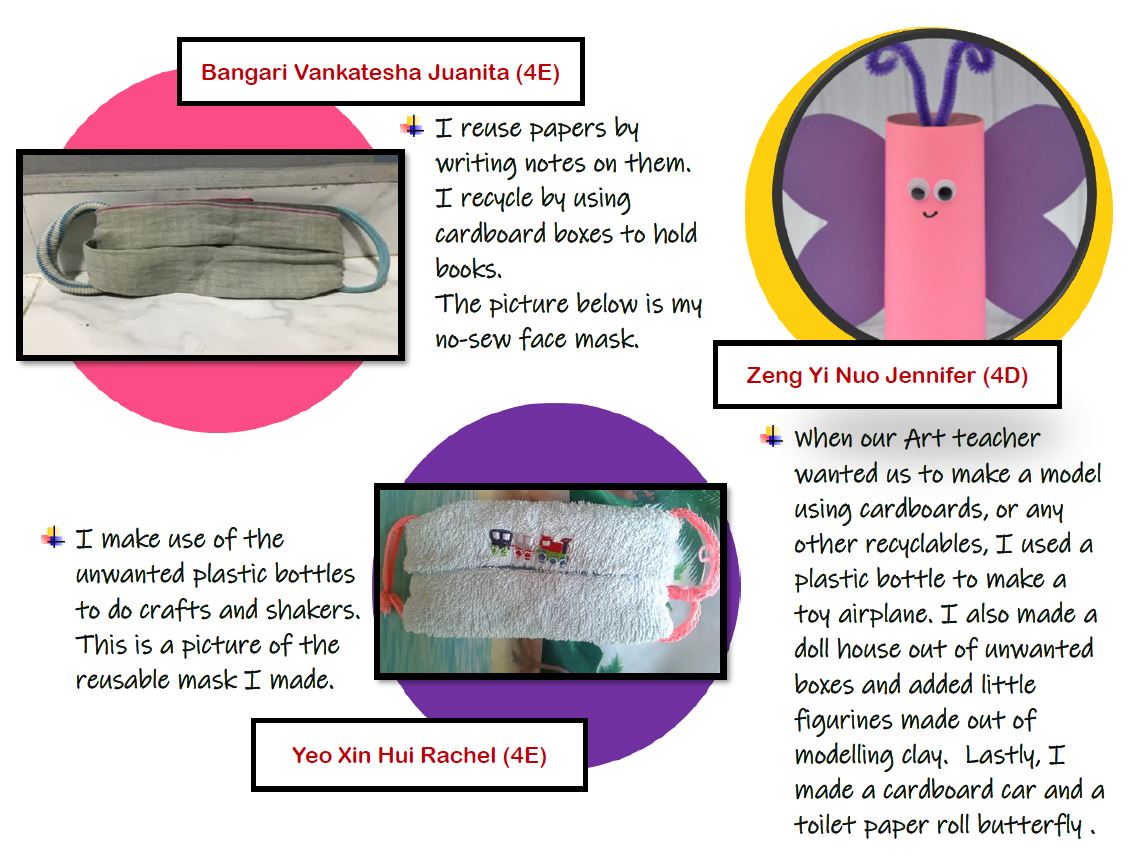 Bangari Vankatesha Juanita (4E)
I reuse papers by
writing notes on them.
I recycle by using
cardboard boxes to hold
books.
The picture below is my
no-sew face mask.
Zeng Yi Nuo Jennifer (4D)
When our Art teacher
wanted us to make a model
using cardboards, or any
other recyclables, I used a
plastic bottle to make a
toy airplane. I also made a
doll house out of unwanted
boxes and added little
figurines made out of
modelling clay.  Lastly, I
made a cardboard car and a
toilet paper roll butterfly .
I make use of the
unwanted plastic bottles
to do crafts and shakers.
This is a picture of the
reusable mask I made.
Yeo Xin Hui Rachel (4E)